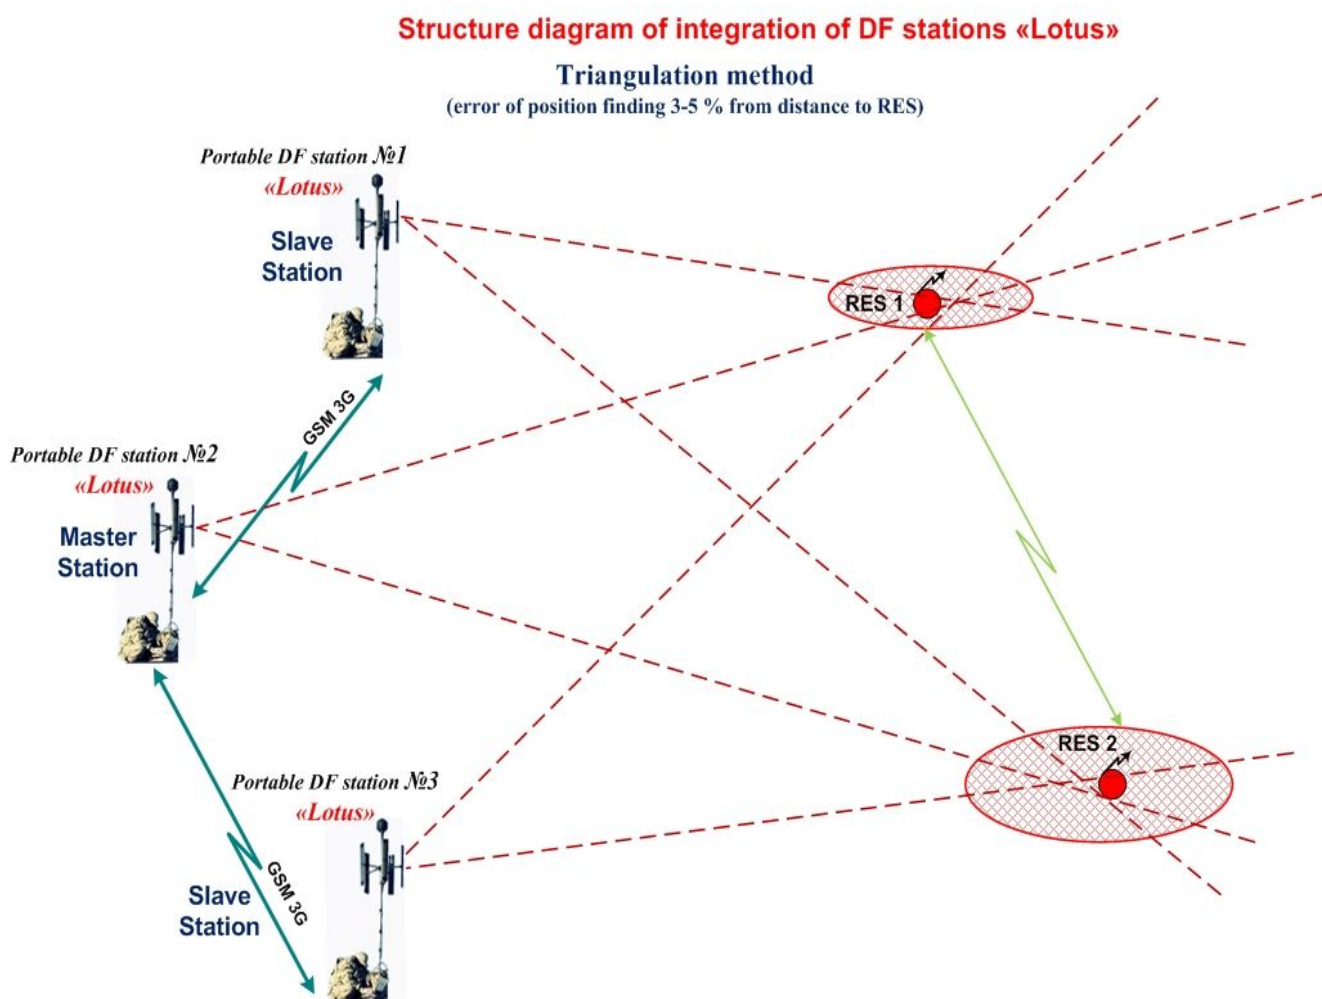 Structure diagram of integration of DF stations «Lotus»
Triangulation method
(error of position finding 3-5 % from distance to RES)
Portable DF station №1
«Lotus»
Slave
Station
RES 1
GSM 3G
Portable DF station №2
«Lotus»
Master
Station
RES 2
Portable DF station №3
«Lotus»
GSM 3G
Slave
Station